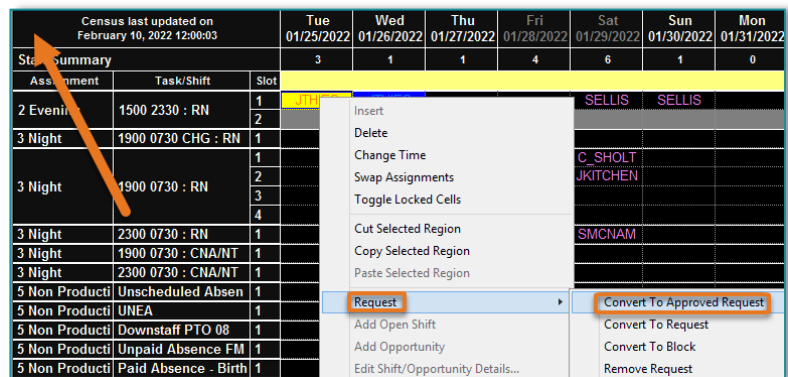 Census last updated on
February 10, 2022 12:00:03
Tue Wed Thu Fri Sat Sun Mon
01/25/2022 01/26/2022 01/27/2022 01/28/2022 01/29/2022 01/30/2022 01/31/2022
Summary 3 1 1 4 6 1 0
Assignment Task/Shift Slot
2 Evening 1500 2330 : RN 1 SELLIS SELLIS
2
3 Night 1900 0730 CHG : RN 1
3 Night 1900 0730 : RN 1 C_SHOLT
2 JKITCHEN
3
4
3 Night 2300 0730 : RN 1 SMCNAM
3 Night 1900 0730 : CNA/NT 1
3 Night 2300 0730 : CNA/NT 1
5 Non Producti Unscheduled Absen 1
5 Non Producti UNEA 1
5 Non Producti Downstaff PTO 08 1
5 Non Producti Unpaid Absence FM 1
5 Non Producti Paid Absence - Birth 1
Insert
Delete
Change Time
Swap Assignments
Toggle Locked Cells
Cut Selected Region
Copy Selected Region
Paste Selected Region
Request
Add Open Shift
Add Opportunity
Edit Shift/Opportunity Details...
Convert To Approved Request
Convert To Request
Convert To Block
Remove Request